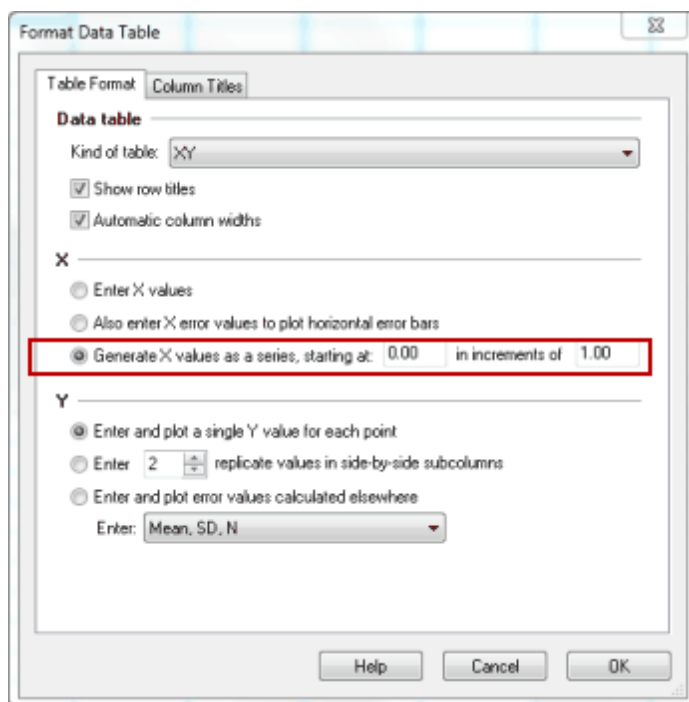 Format Data Table
Table Format Column Titles
Data table
Kind of table: XY
Show row titles
Automatic column widths
X
Enter X values
Also enter X error values to plot horizontal error bars
Generate X values as a series, starting at: 0.00 in increments of 1.00
Y
Enter and plot a single Y value for each point
Enter 2 replicate values in side-by-side subcolumns
Enter and plot error values calculated elsewhere
Enter: Mean, SD, N
Help Cancel OK